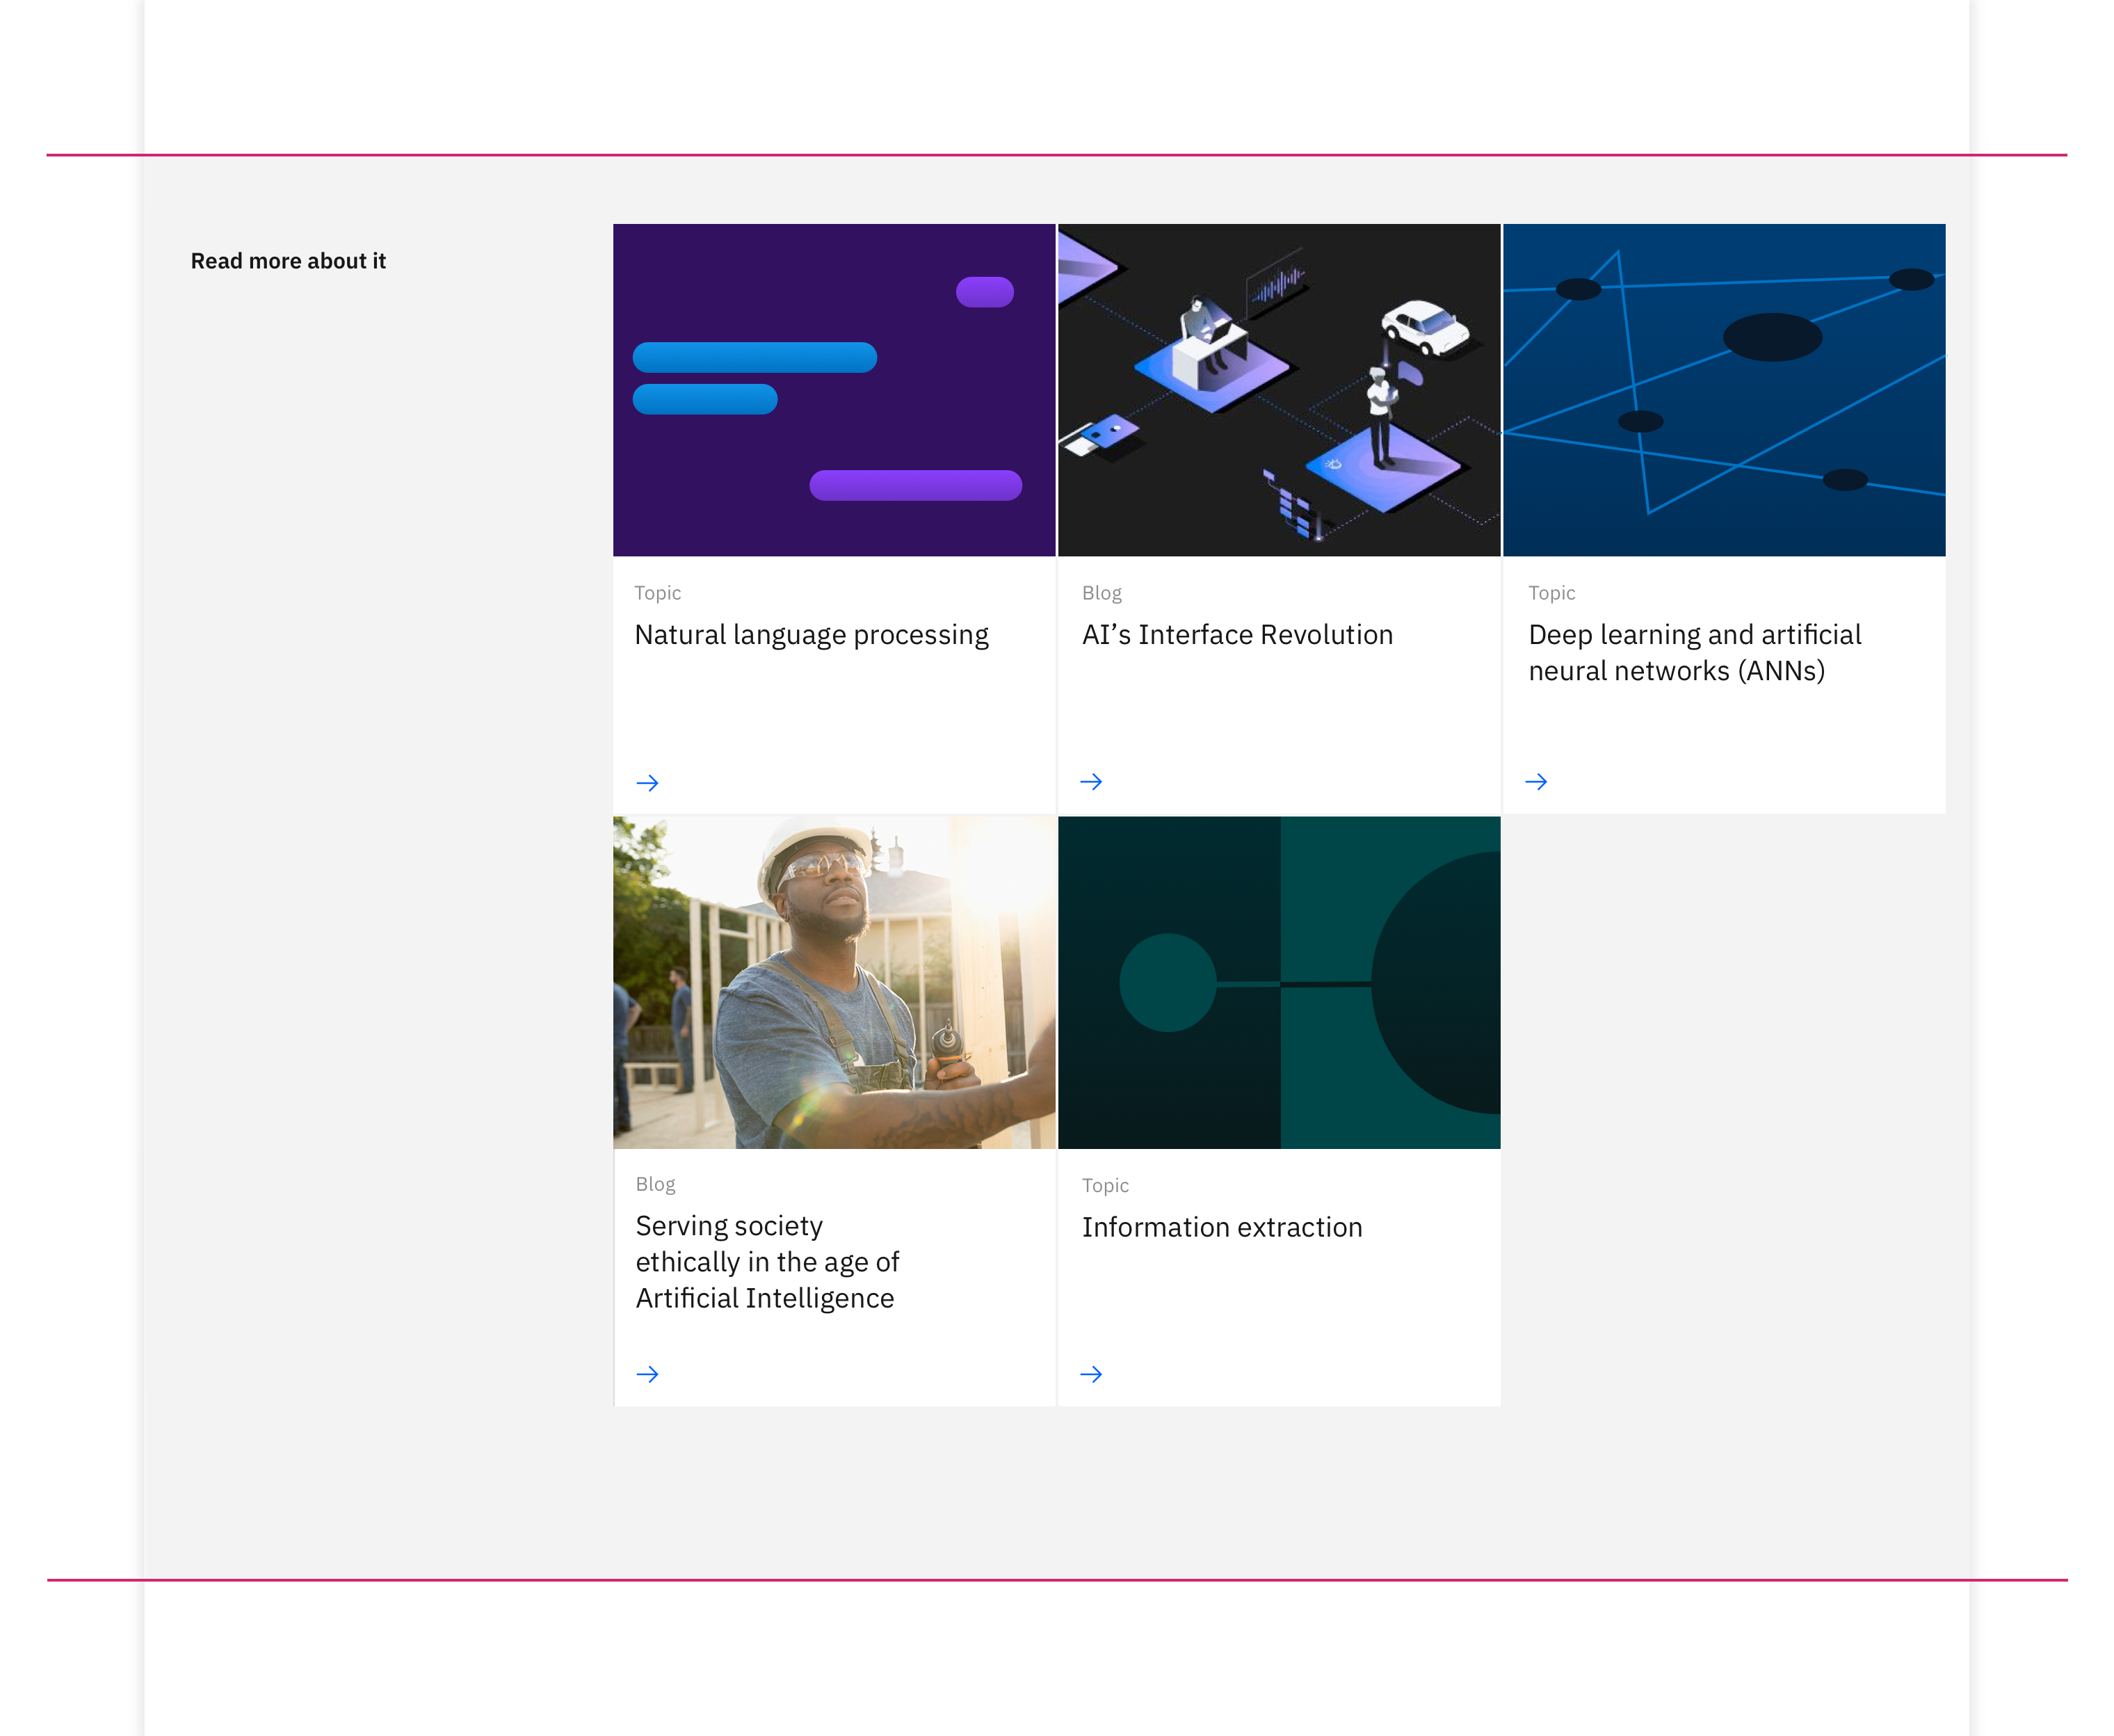 Read more about it
Topic
Natural language processing
Blog
AI’s Interface Revolution
Topic
Deep learning and artificial
neural networks (ANNs)
Blog
Serving society
ethically in the age of
Artificial Intelligence
Topic
Information extraction